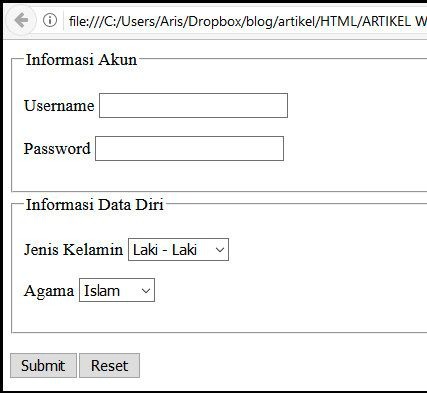 file:///C:/Users/Aris/Dropbox/blog/artikel/HTML/ARTIKEL W
Informasi Akun
Username
Password
Informasi Data Diri
Jenis Kelamin Laki - Laki
Agama Islam
Submit Reset